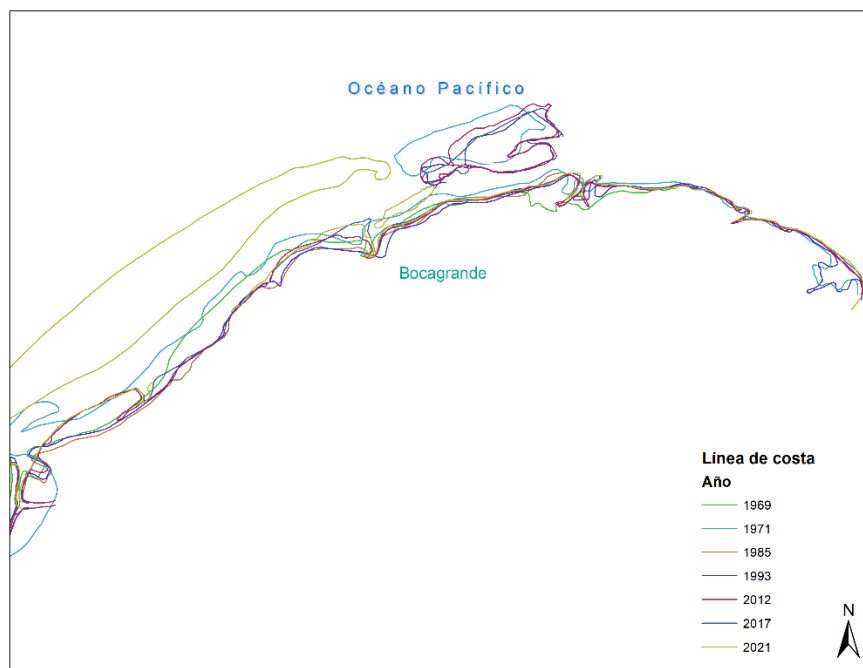 Océano Pacífico
Bocagrande
Línea de costa
Año
1969
1971
1985
1993
2012
2017
2021
N